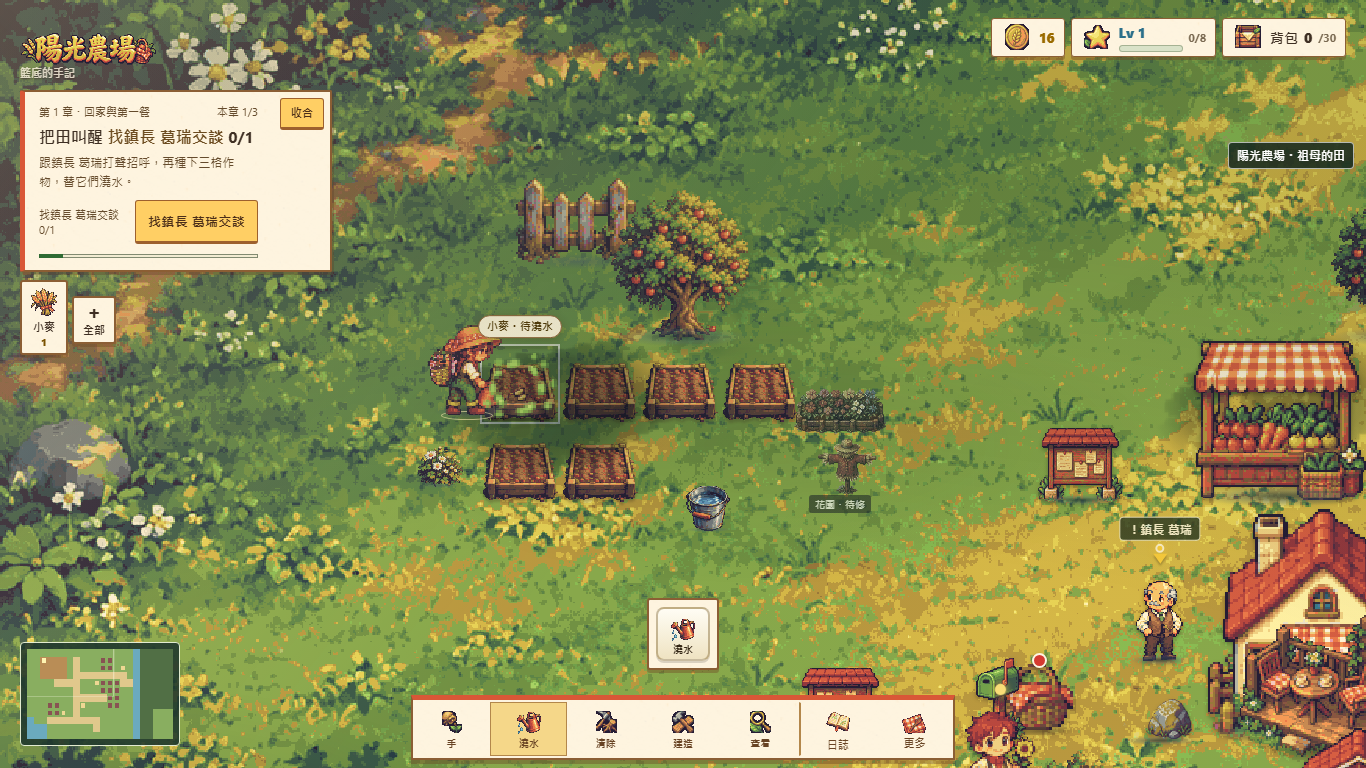 陽光農場
籃底的手記
第 1 章 · 回家與第一餐
本章 1/3
收合
把田叫醒 找鎮長 葛瑞交談 0/1
跟鎮長 葛瑞打聲招呼，再種下三格作
物，替它們澆水。
找鎮長 葛瑞交談
0/1
找鎮長 葛瑞交談
小麥
1
+
全部
16
Lv 1
0/8
背包 0 /30
陽光農場 · 祖母的田
小麥 · 待澆水
花園 · 待修
! 鎮長 葛瑞
澆水
手
澆水
清除
建造
查看
日誌
更多